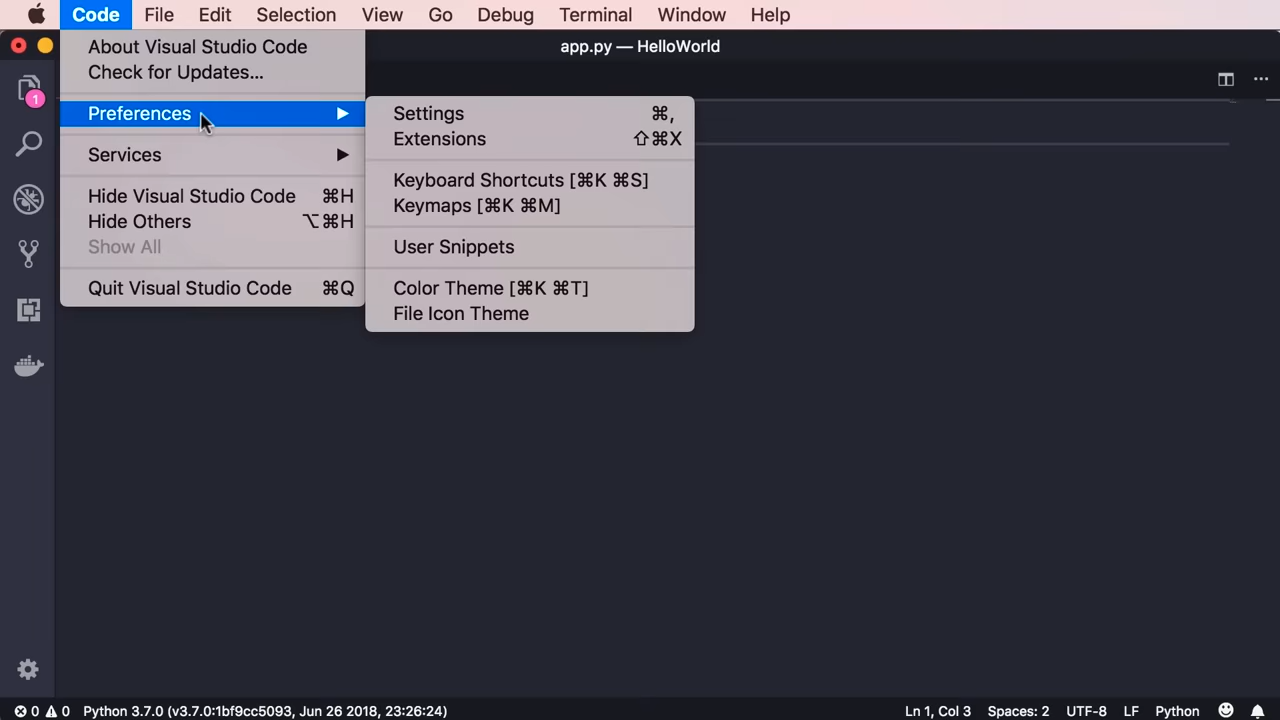 Code File Edit Selection View Go Debug Terminal Window Help
app.py — HelloWorld
About Visual Studio Code
Check for Updates...
Preferences
Services
Hide Visual Studio Code ⌘H
Hide Others ⌥⌘H
Show All
Quit Visual Studio Code ⌘Q
Settings ⌘,
Extensions ⇧⌘X
Keyboard Shortcuts [⌘K ⌘S]
Keymaps [⌘K ⌘M]
User Snippets
Color Theme [⌘K ⌘T]
File Icon Theme
1
0 0 Python 3.7.0 (v3.7.0:1bf9cc5093, Jun 26 2018, 23:26:24) Ln 1, Col 3 Spaces: 2 UTF-8 LF Python